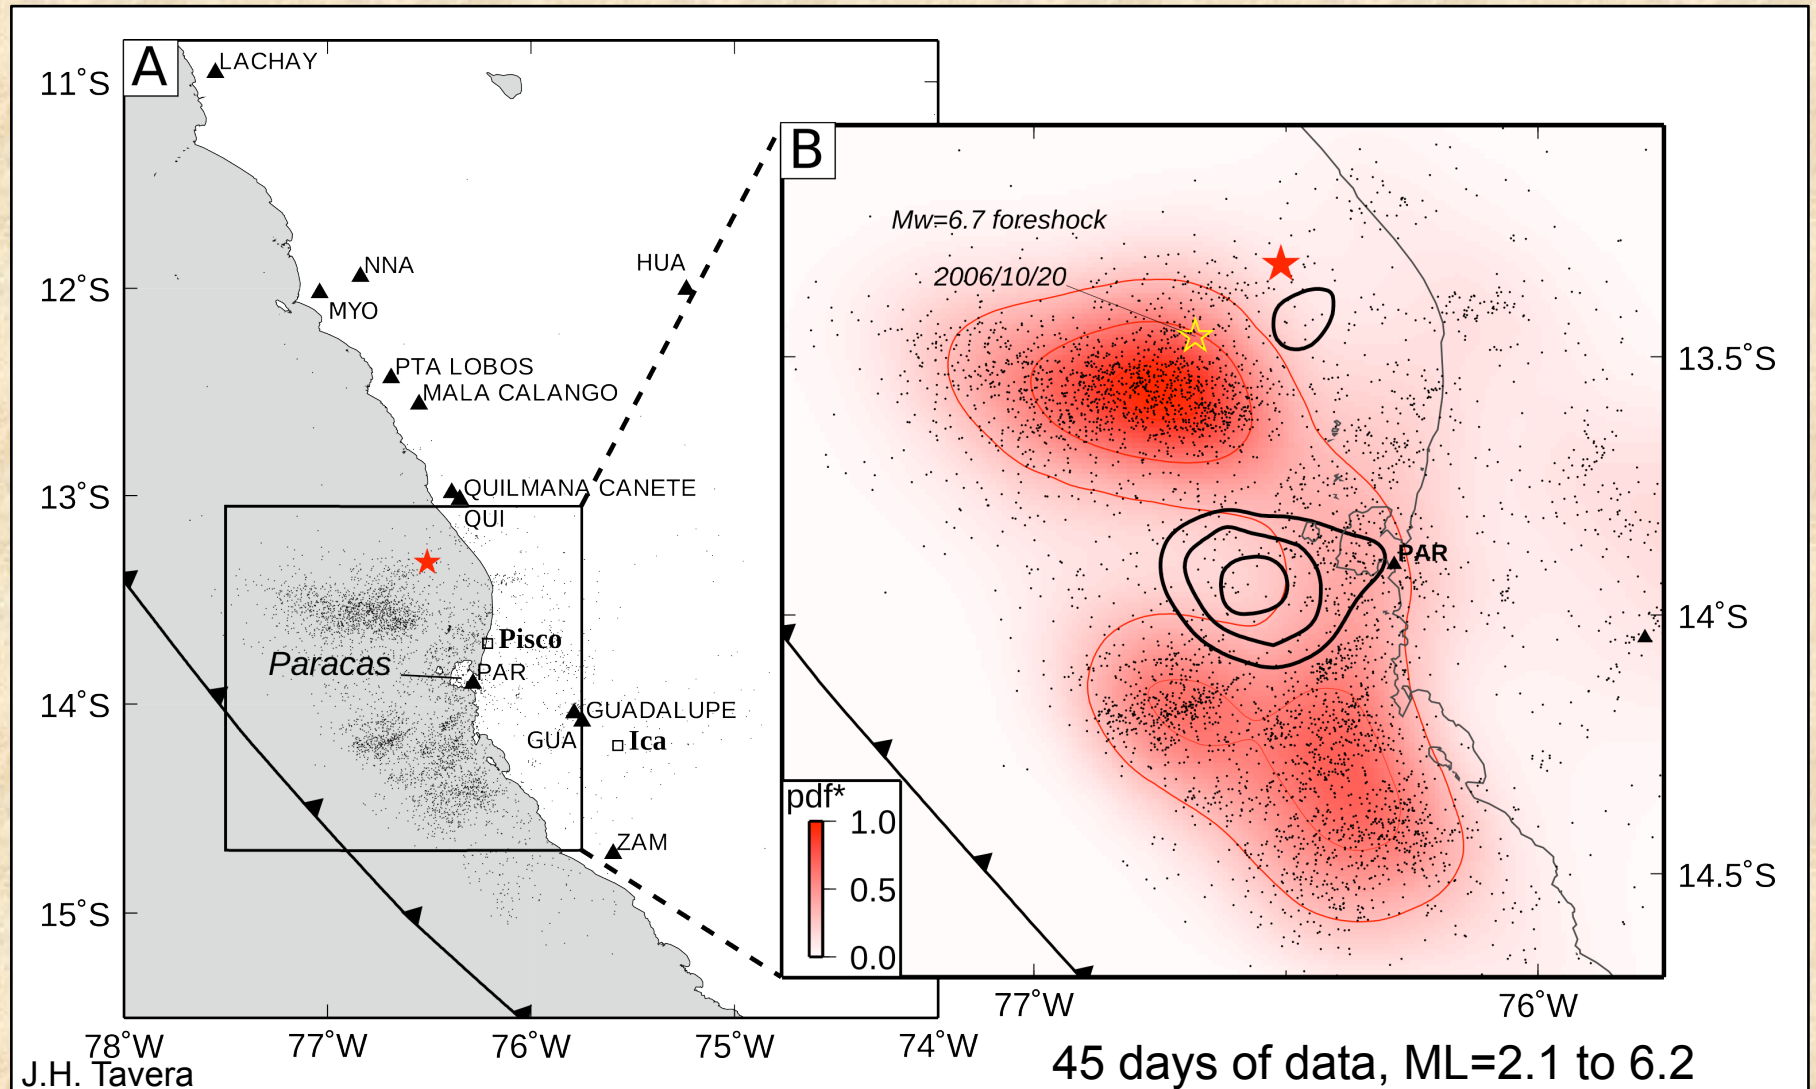 A
LACHAY
11˚S
NNA
HUA
12˚S
MYO
PTA LOBOS
MALA CALANGO
QUILMANA CANETE
13˚S
QUI
Pisco
Paracas
PAR
14˚S
GUADALUPE
GUA
Ica
ZAM
15˚S
78˚W
77˚W
76˚W
75˚W
74˚W
B
Mw=6.7 foreshock
2006/10/20
13.5˚S
PAR
14˚S
pdf*
1.0
0.5
0.0
14.5˚S
77˚W
76˚W
J.H. Tavera
45 days of data, ML=2.1 to 6.2